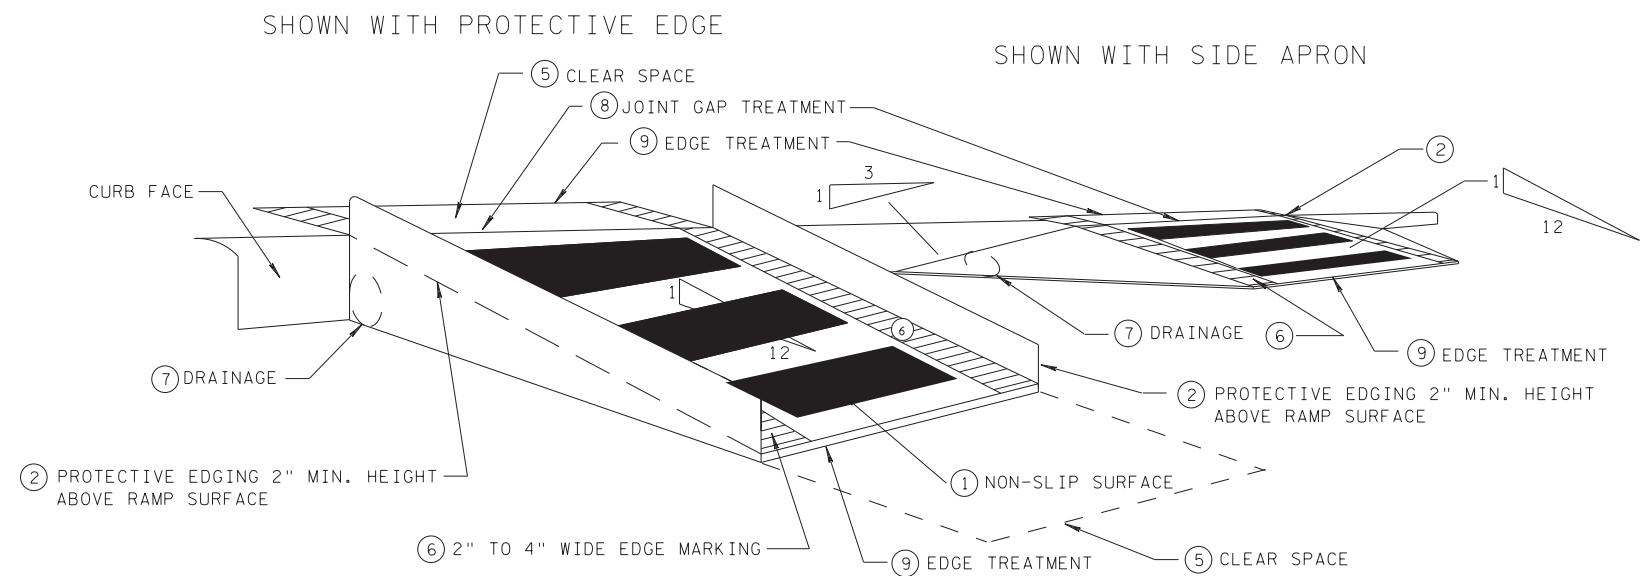 SHOWN WITH PROTECTIVE EDGE
SHOWN WITH SIDE APRON
5 CLEAR SPACE
8 JOINT GAP TREATMENT
9 EDGE TREATMENT
2
CURB FACE
3
1
1
12
1
12
6
7 DRAINAGE
6
9 EDGE TREATMENT
7 DRAINAGE
2 PROTECTIVE EDGING 2" MIN. HEIGHT
ABOVE RAMP SURFACE
2 PROTECTIVE EDGING 2" MIN. HEIGHT
ABOVE RAMP SURFACE
1 NON-SLIP SURFACE
6 2" TO 4" WIDE EDGE MARKING
9 EDGE TREATMENT
5 CLEAR SPACE